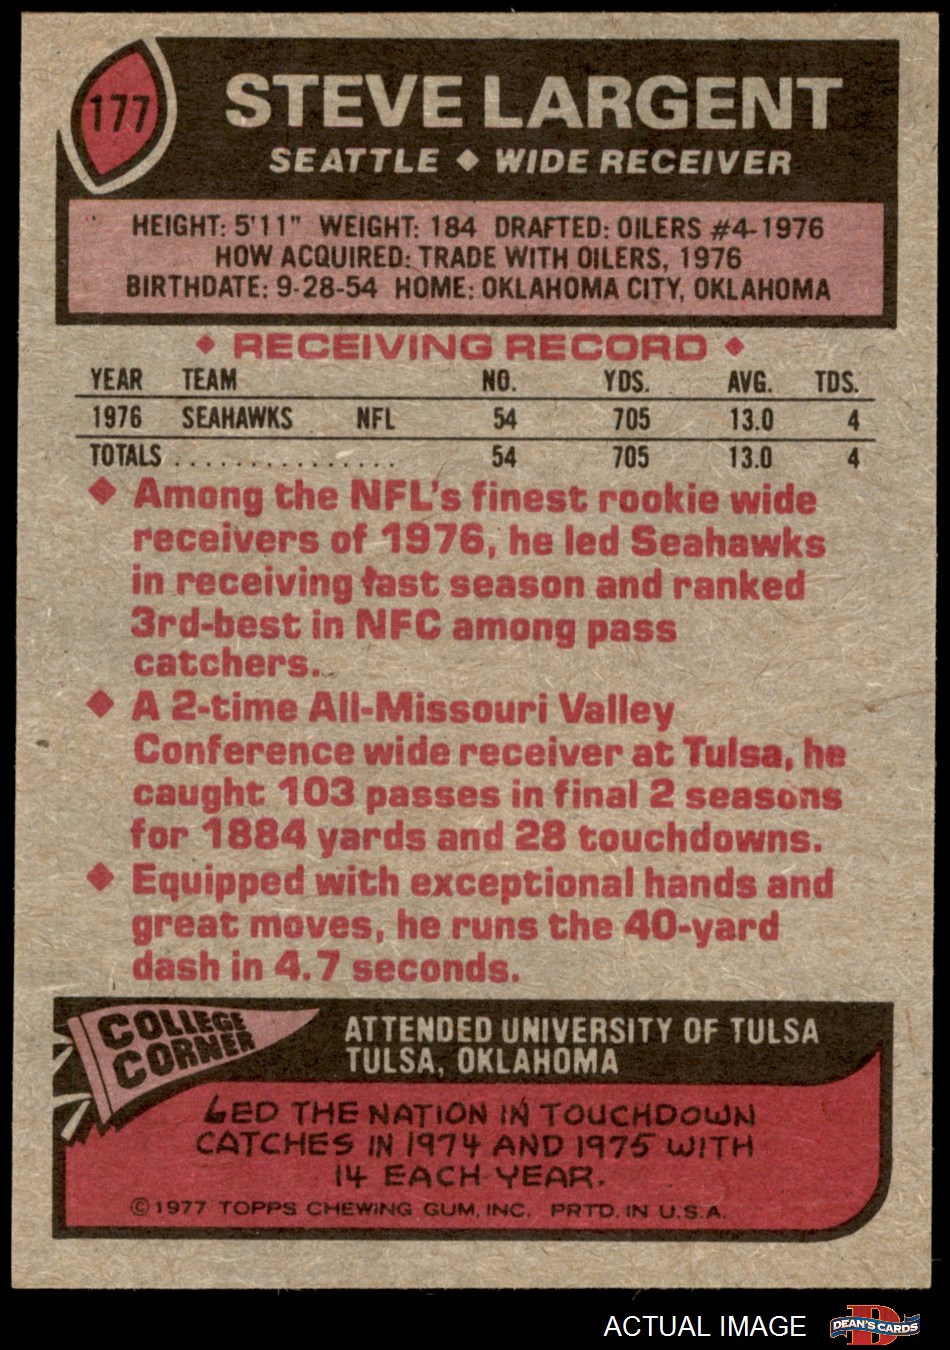 177
STEVE LARGENT
SEATTLE ◆ WIDE RECEIVER
HEIGHT: 5'11" WEIGHT: 184 DRAFTED: OILERS #4-1976
HOW ACQUIRED: TRADE WITH OILERS, 1976
BIRTHDATE: 9-28-54 HOME: OKLAHOMA CITY, OKLAHOMA
◆ RECEIVING RECORD ◆
YEAR TEAM NO. YDS. AVG. TDS.
1976 SEAHAWKS NFL 54 705 13.0 4
TOTALS ................ 54 705 13.0 4
◆ Among the NFL's finest rookie wide
receivers of 1976, he led Seahawks
in receiving last season and ranked
3rd-best in NFC among pass
catchers.
◆ A 2-time All-Missouri Valley
Conference wide receiver at Tulsa, he
caught 103 passes in final 2 seasons
for 1884 yards and 28 touchdowns.
◆ Equipped with exceptional hands and
great moves, he runs the 40-yard
dash in 4.7 seconds.
COLLEGE
CORNER
ATTENDED UNIVERSITY OF TULSA
TULSA, OKLAHOMA
LED THE NATION IN TOUCHDOWN
CATCHES IN 1974 AND 1975 WITH
14 EACH YEAR.
©1977 TOPPS CHEWING GUM, INC. PRTD. IN U.S.A.
ACTUAL IMAGE
D
DEAN'S CARDS